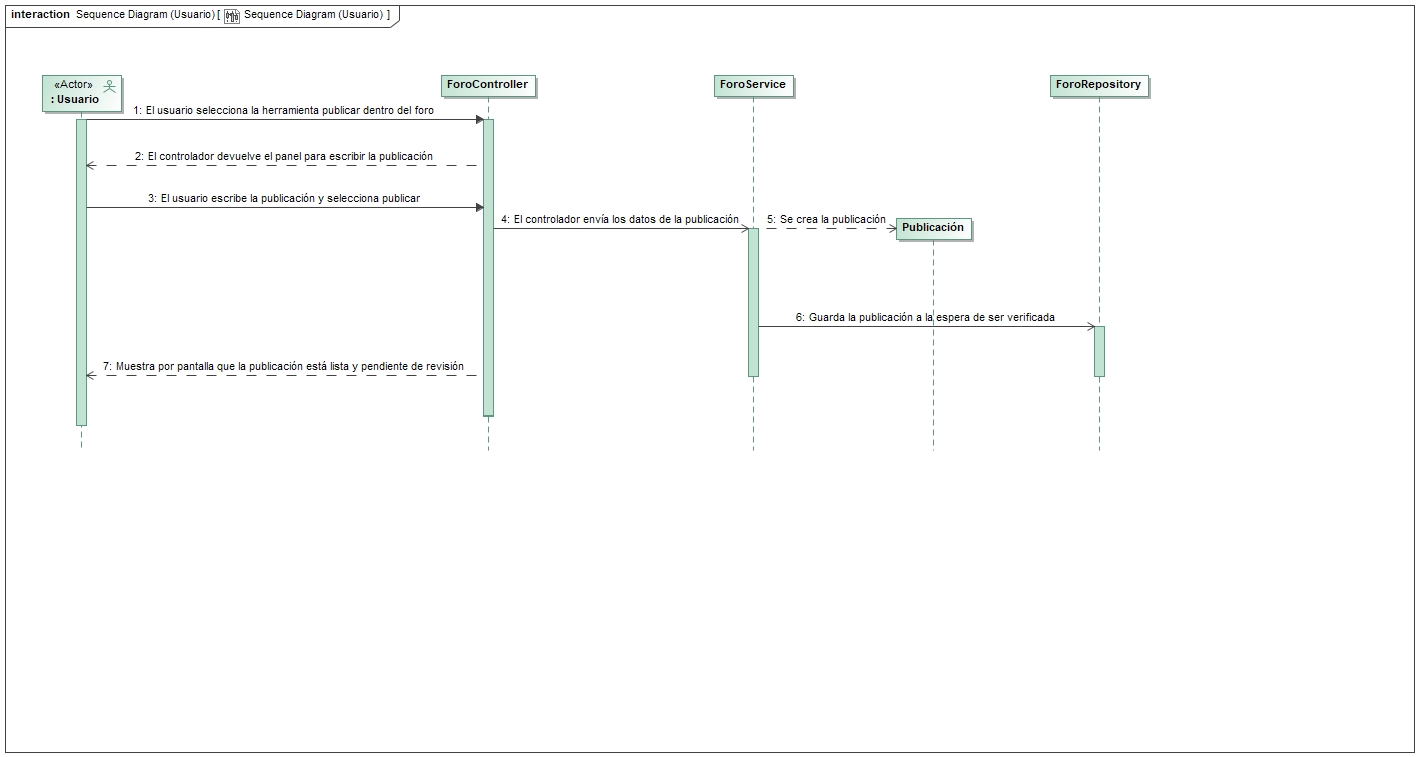 interaction Sequence Diagram (Usuario) [ Sequence Diagram (Usuario) ]
«Actor»
: Usuario
ForoController
ForoService
ForoRepository
1: El usuario selecciona la herramienta publicar dentro del foro
2: El controlador devuelve el panel para escribir la publicación
3: El usuario escribe la publicación y selecciona publicar
4: El controlador envía los datos de la publicación
5: Se crea la publicación
Publicación
6: Guarda la publicación a la espera de ser verificada
7: Muestra por pantalla que la publicación está lista y pendiente de revisión